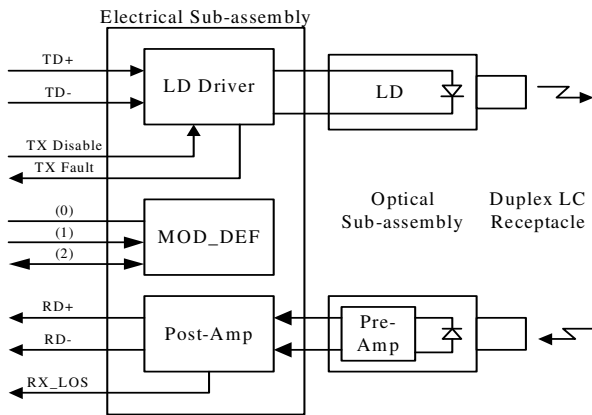 Electrical Sub-assembly
TD+
TD-
LD Driver
LD
TX Disable
TX Fault
Optical
Sub-assembly
Duplex LC
Receptacle
(0)
(1)
(2)
MOD_DEF
RD+
RD-
Post-Amp
Pre-
Amp
RX_LOS